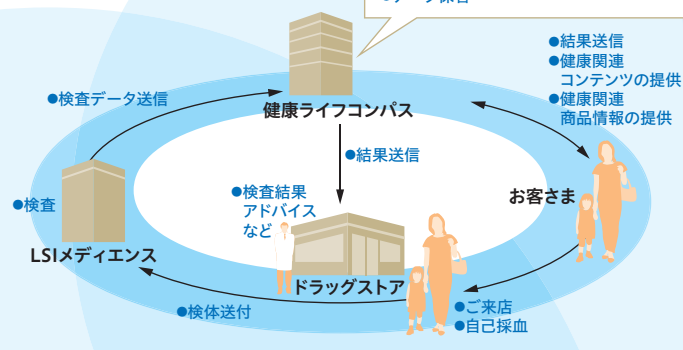 ●結果送信
●健康関連
コンテンツの提供
●健康関連
商品情報の提供
●検査データ送信
健康ライフコンパス
●結果送信
●検査結果
アドバイス
など
お客さま
●検査
LSIメディエンス
ドラッグストア
●検体送付
●ご来店
●自己採血